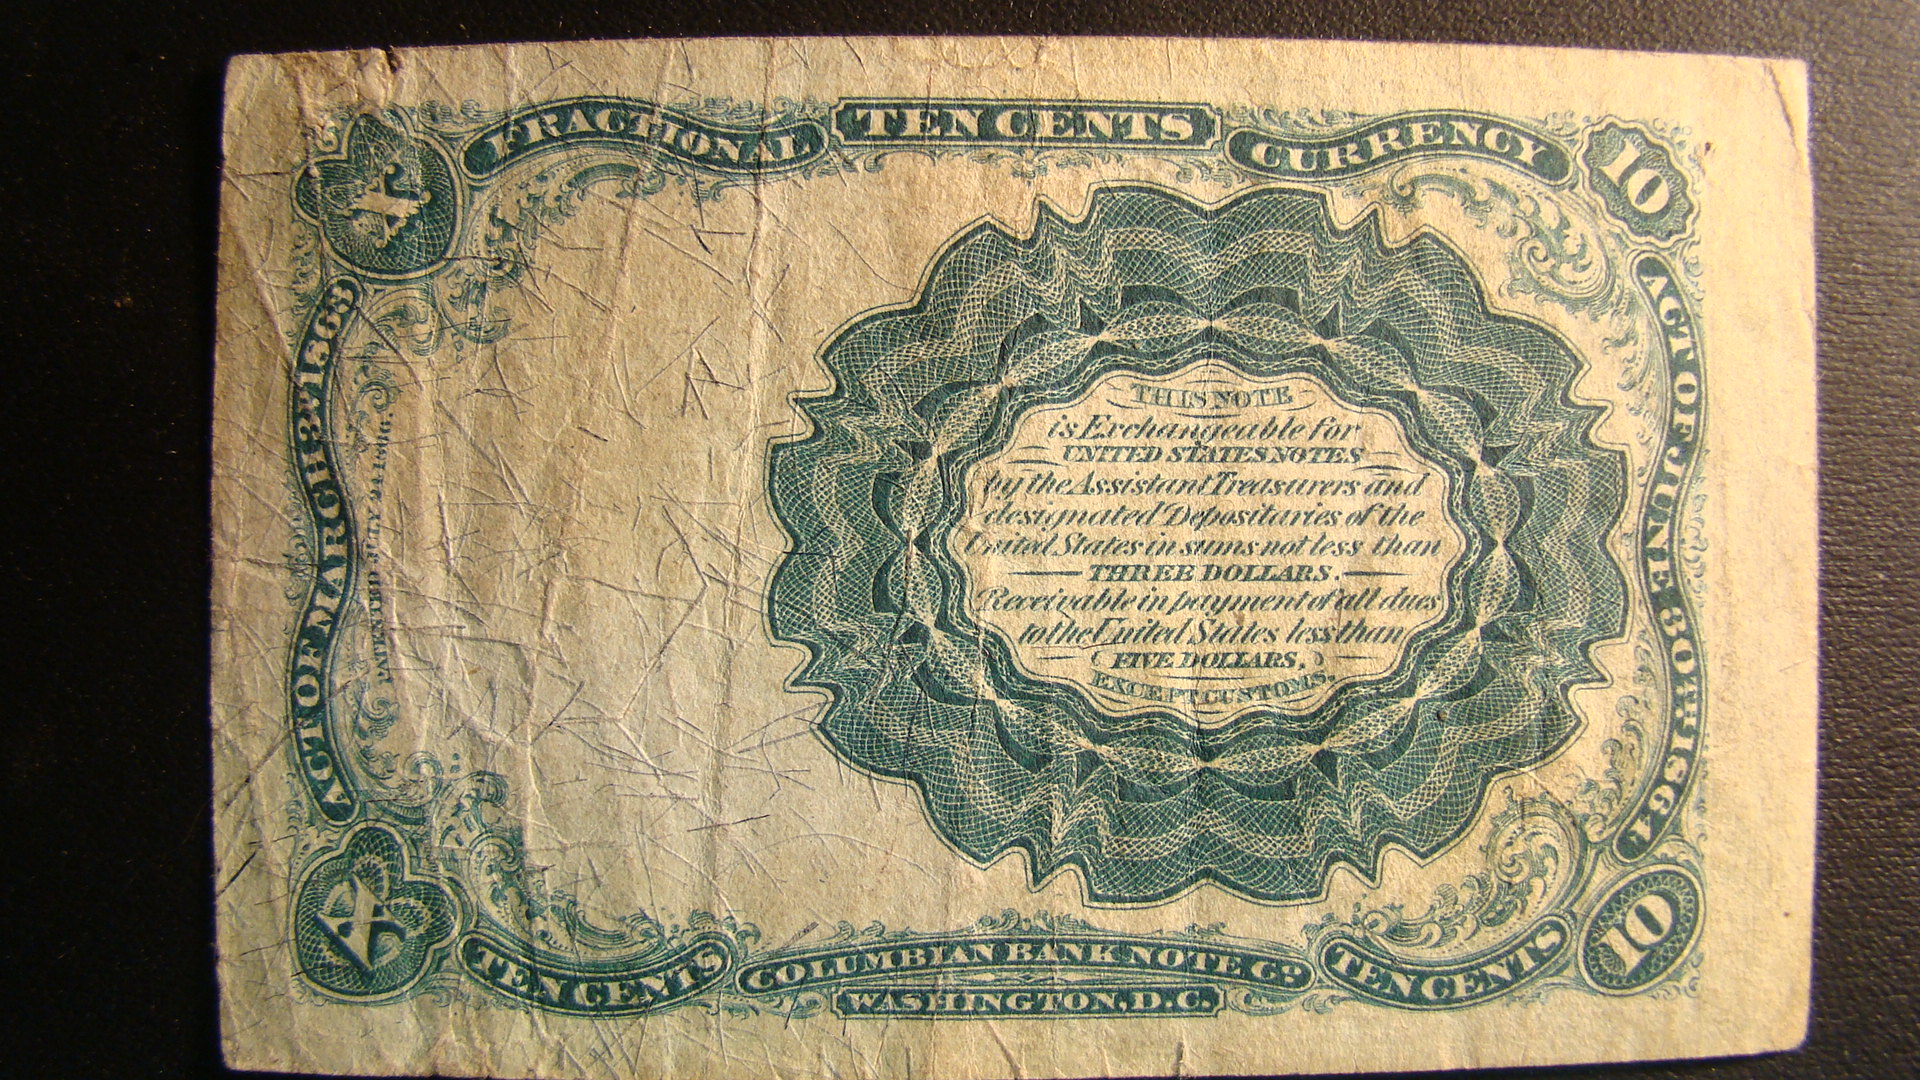 FRACTIONAL TEN CENTS CURRENCY
X
10
ACT OF MARCH 3RD 1863
ACT OF JUNE 30TH 1864
THIS NOTE
is Exchangeable for
UNITED STATES NOTES
by the Assistant Treasurers and
designated Depositaries of the
United States in sums not less than
THREE DOLLARS.
Receivable in payment of all dues
to the United States less than
FIVE DOLLARS.
EXCEPT CUSTOMS.
X
10
TEN CENTS
COLUMBIAN BANK NOTE CO.
TEN CENTS
WASHINGTON, D.C.